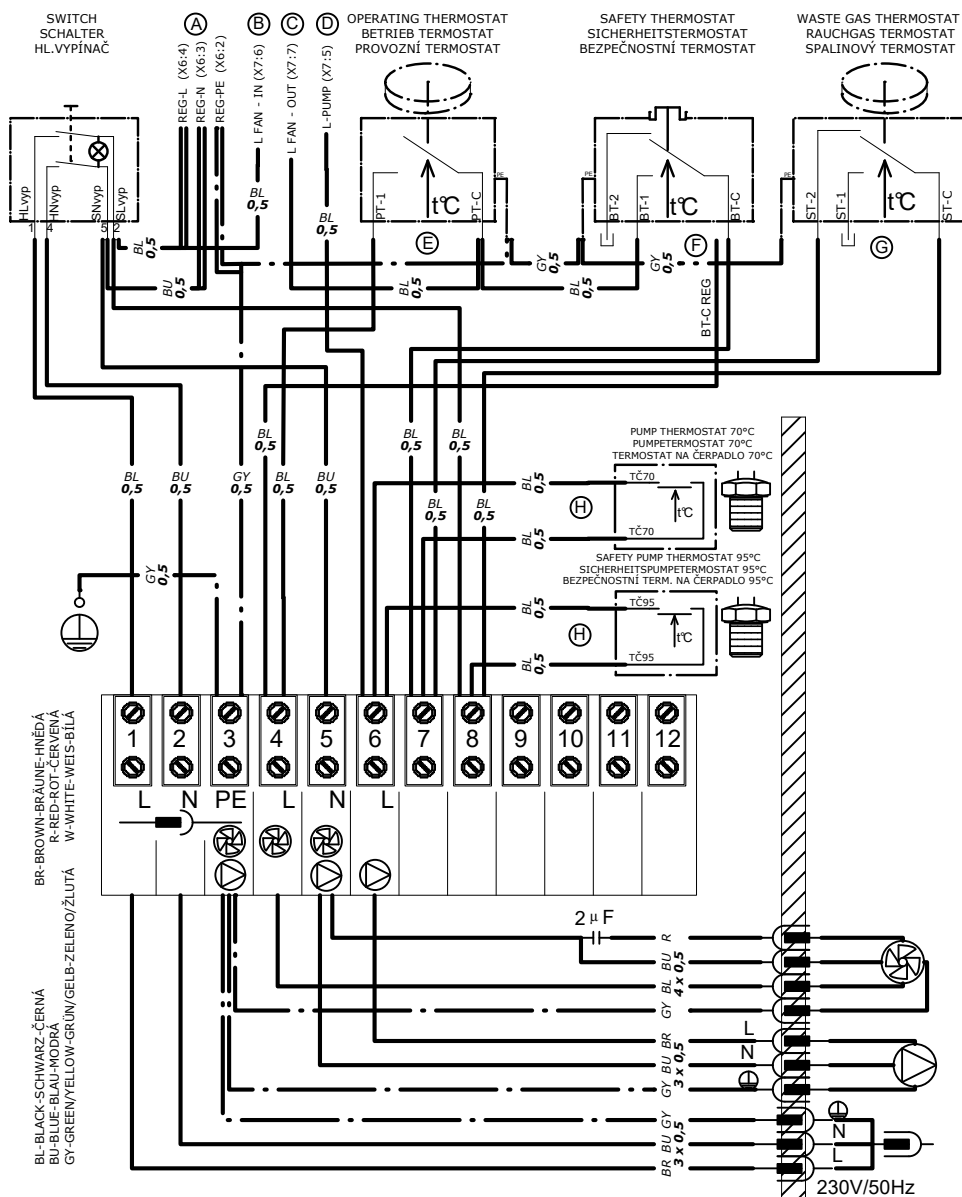 SWITCH
SCHALTER
HL.VYPÍNAČ
A
B
C
D
REG-L (X6:4)
REG-N (X6:3)
REG-PE (X6:2)
L FAN - IN (X7:6)
L FAN - OUT (X7:7)
L-PUMP (X7:5)
OPERATING THERMOSTAT
BETRIEB TERMOSTAT
PROVOZNÍ TERMOSTAT
SAFETY THERMOSTAT
SICHERHEITSTERMOSTAT
BEZPEČNOSTNÍ TERMOSTAT
WASTE GAS THERMOSTAT
RAUCHGAS TERMOSTAT
SPALINOVÝ TERMOSTAT
HLvyp
HNvyp
SNvyp
SLvyp
1 4 5 2
BL
0,5
BL
0,5
BL
0,5
BU
0,5
PT-1
t°C
PT-C
PE
E
PE
BT-2
BT-1
t°C
BT-C
F
PE
ST-2
ST-1
t°C
ST-C
G
GY
0,5
GY
0,5
BL
0,5
BL
0,5
BT-C REG
BL
0,5
BU
0,5
GY
0,5
BL
0,5
BL
0,5
BU
0,5
BL
0,5
BL
0,5
BL
0,5
BL
0,5
GY
0,5
PUMP THERMOSTAT 70°C
PUMPETERMOSTAT 70°C
TERMOSTAT NA ČERPADLO 70°C
BL
0,5
H
TČ70
t°C
TČ70
BL
0,5
SAFETY PUMP THERMOSTAT 95°C
SICHERHEITSPUMPETERMOSTAT 95°C
BEZPEČNOSTNÍ TERM. NA ČERPADLO 95°C
BL
0,5
H
TČ95
t°C
TČ95
BL
0,5
1 2 3 4 5 6 7 8 9 10 11 12
L N PE L N L
BR-BROWN-BRÄUNE-HNĚDÁ
R-RED-ROT-ČERVENÁ
W-WHITE-WEIS-BÍLÁ
BL-BLACK-SCHWARZ-ČERNÁ
BU-BLUE-BLAU-MODRÁ
GY-GREEN/YELLOW-GRÜN/GELB-ZELENO/ŽLUTÁ
2 µF
R
BU
BL
GY
4 x 0,5
L
N
BR
BU
GY
3 x 0,5
GY
BU
BR
3 x 0,5
N
L
230V/50Hz